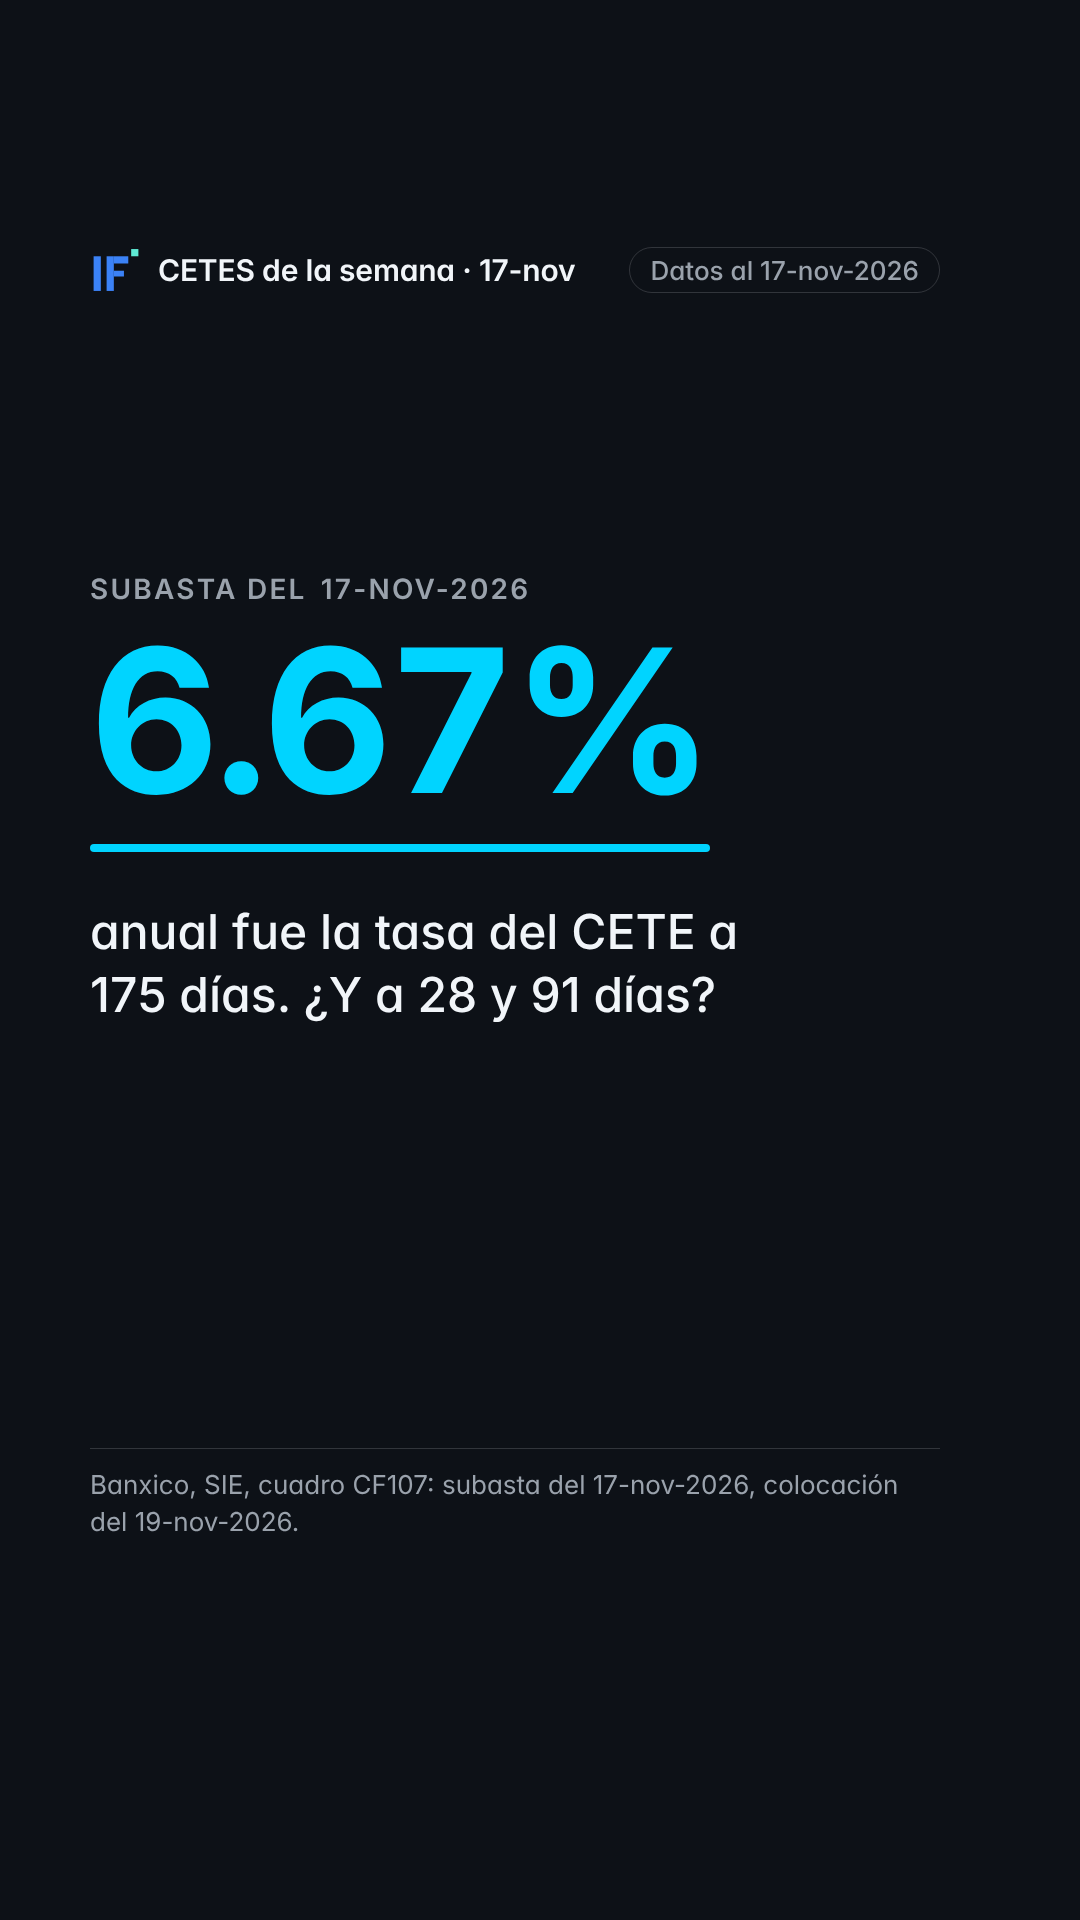 IF
CETES de la semana · 17-nov
Datos al 17-nov-2026
SUBASTA DEL 17-NOV-2026
6.67%
anual fue la tasa del CETE a
175 días. ¿Y a 28 y 91 días?
Banxico, SIE, cuadro CF107: subasta del 17-nov-2026, colocación
del 19-nov-2026.